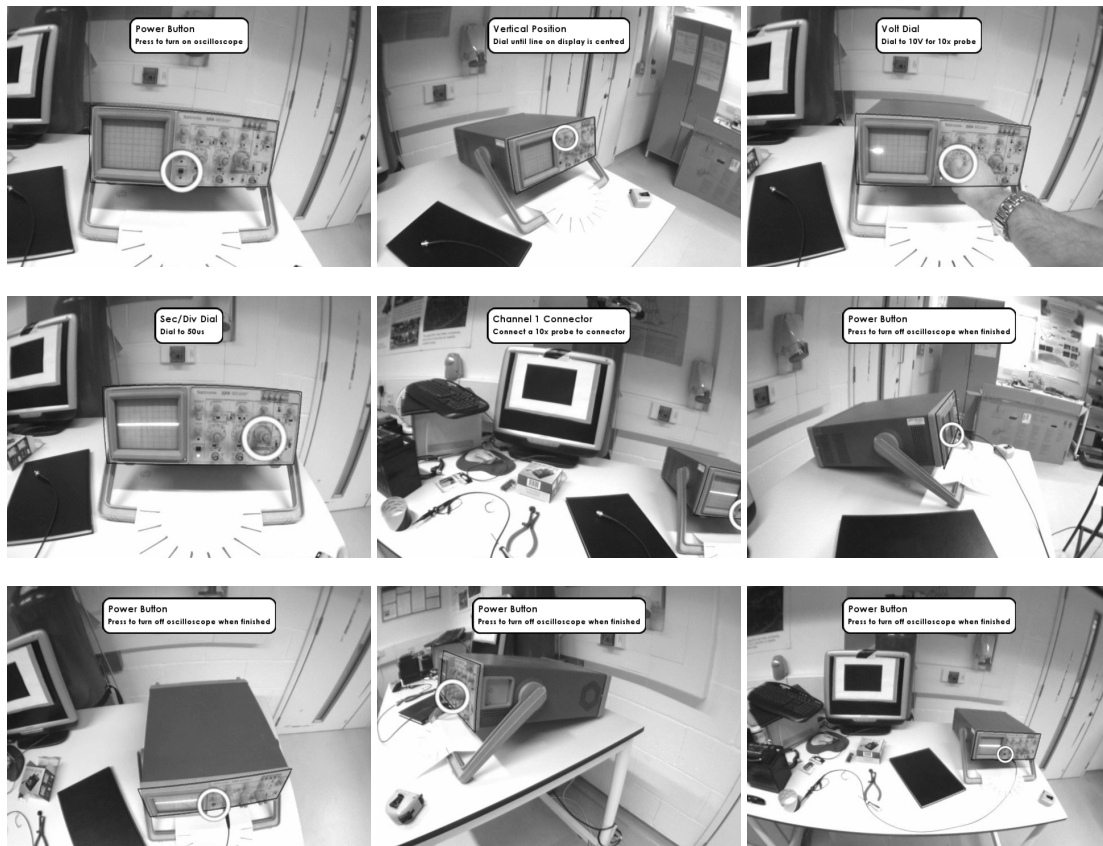 Power Button
Press to turn on oscilloscope
Vertical Position
Dial until line on display is centred
Volt Dial
Dial to 10V for 10x probe
Sec/Div Dial
Dial to 50us
Channel 1 Connector
Connect a 10x probe to connector
Power Button
Press to turn off oscilloscope when finished
Power Button
Press to turn off oscilloscope when finished
Power Button
Press to turn off oscilloscope when finished
Power Button
Press to turn off oscilloscope when finished